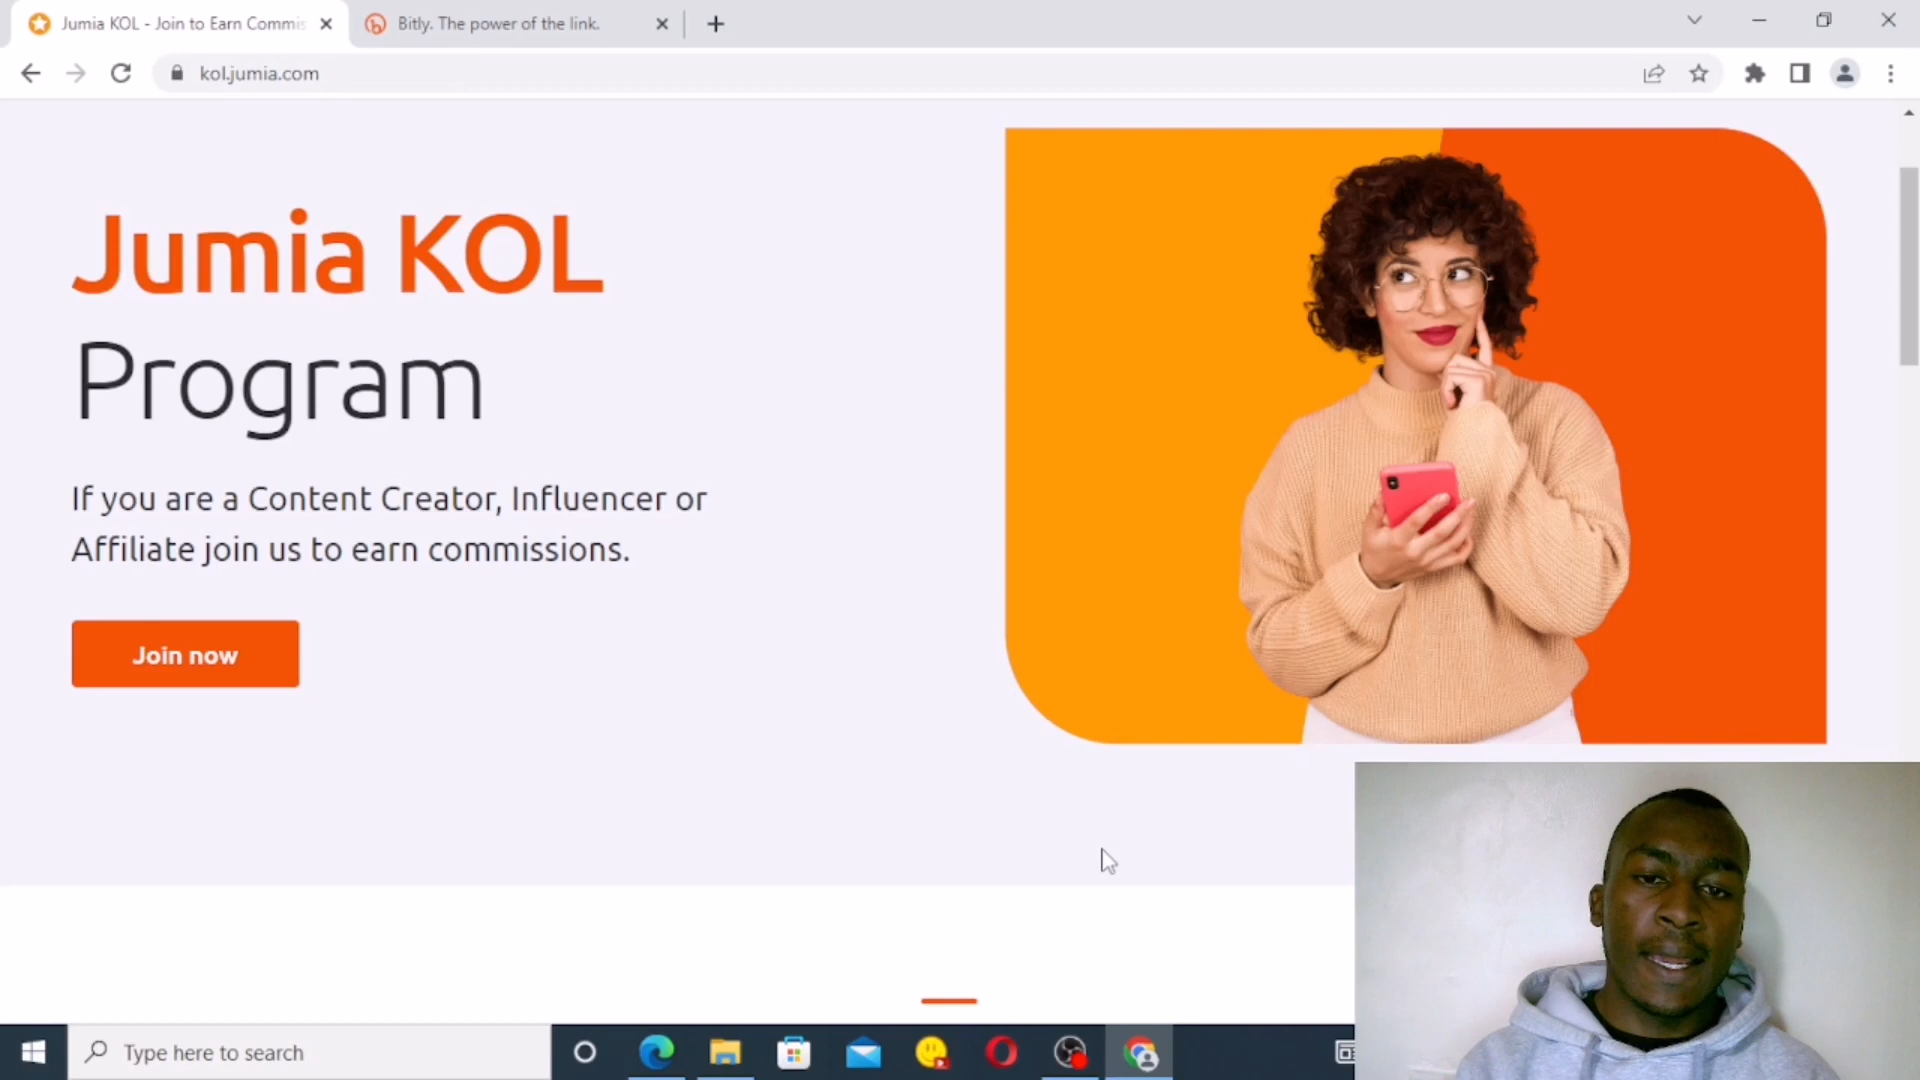 Jumia KOL - Join to Earn Commis
Bitly. The power of the link.
kol.jumia.com
Jumia KOL
Program
If you are a Content Creator, Influencer or
Affiliate join us to earn commissions.
Join now
Type here to search